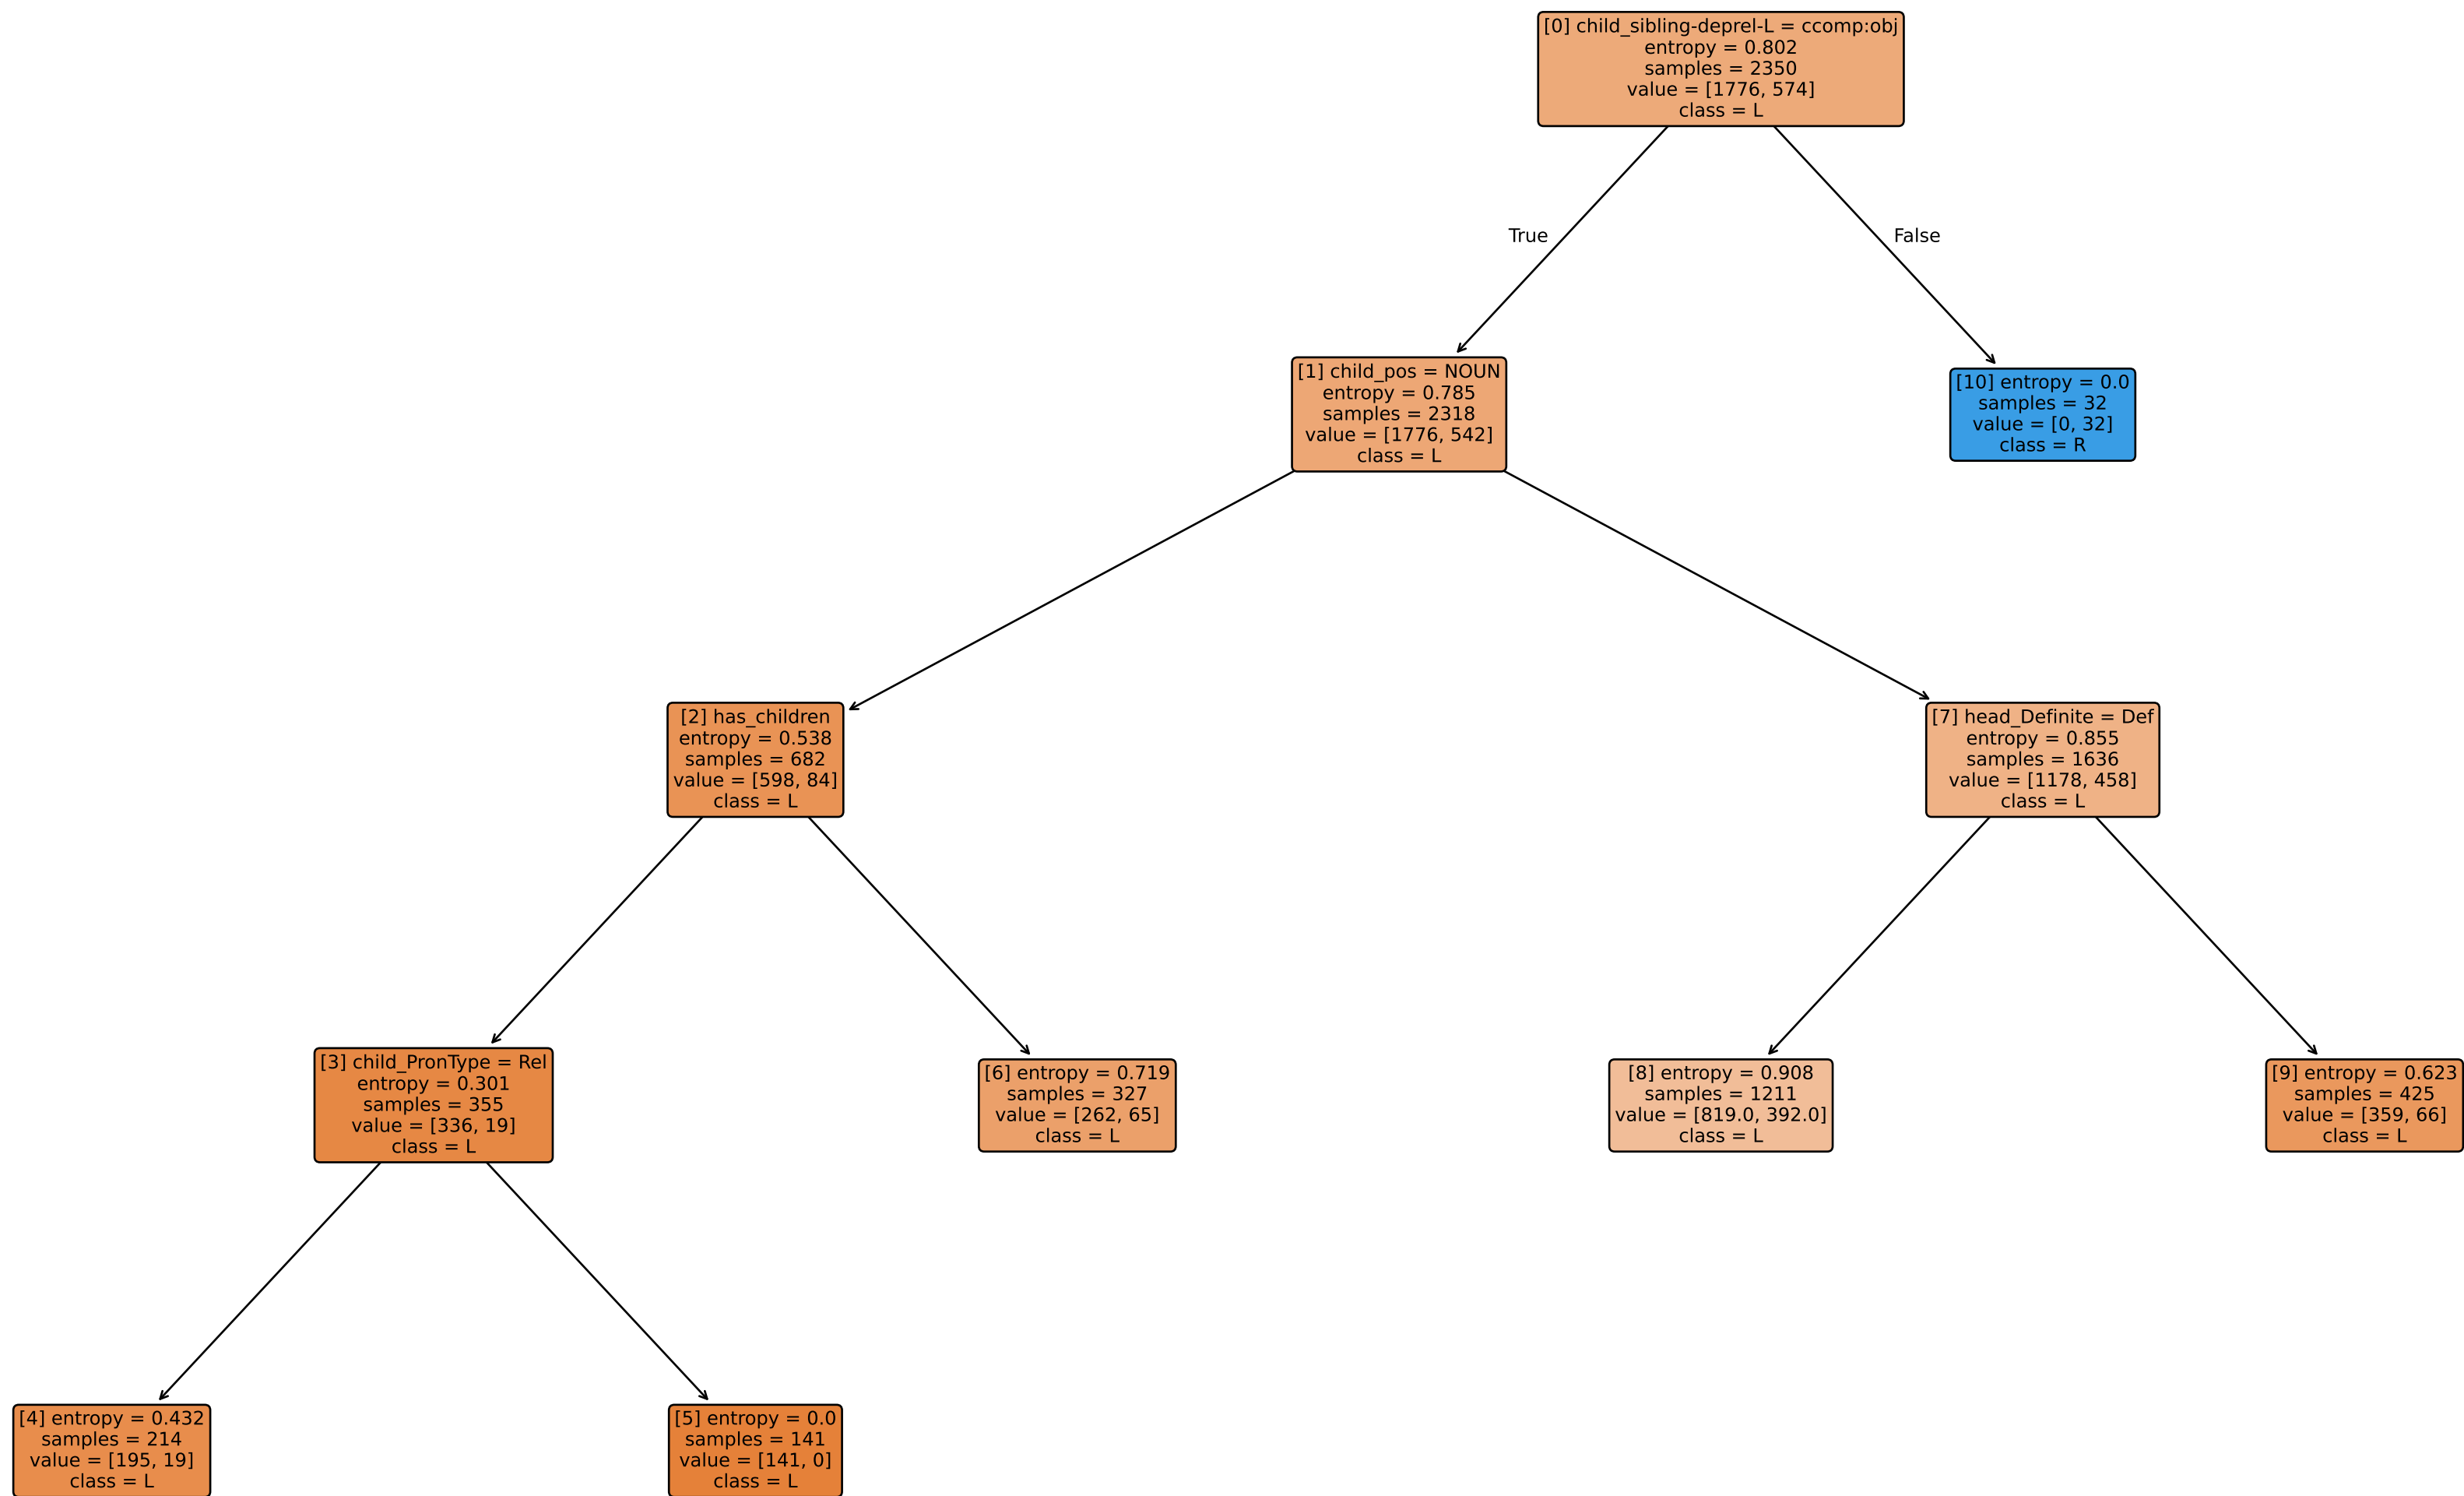 [0] child_sibling-deprel-L = ccomp:obj
entropy = 0.802
samples = 2350
value = [1776, 574]
class = L
True
False
[1] child_pos = NOUN
entropy = 0.785
samples = 2318
value = [1776, 542]
class = L
[10] entropy = 0.0
samples = 32
value = [0, 32]
class = R
[2] has_children
entropy = 0.538
samples = 682
value = [598, 84]
class = L
[7] head_Definite = Def
entropy = 0.855
samples = 1636
value = [1178, 458]
class = L
[3] child_PronType = Rel
entropy = 0.301
samples = 355
value = [336, 19]
class = L
[6] entropy = 0.719
samples = 327
value = [262, 65]
class = L
[8] entropy = 0.908
samples = 1211
value = [819.0, 392.0]
class = L
[9] entropy = 0.623
samples = 425
value = [359, 66]
class = L
[4] entropy = 0.432
samples = 214
value = [195, 19]
class = L
[5] entropy = 0.0
samples = 141
value = [141, 0]
class = L